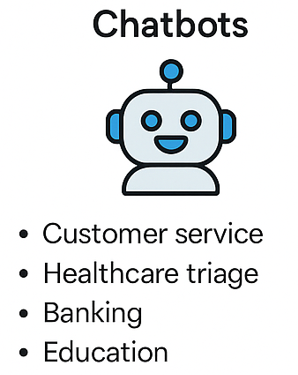 Chatbots
• Customer service
• Healthcare triage
• Banking
• Education